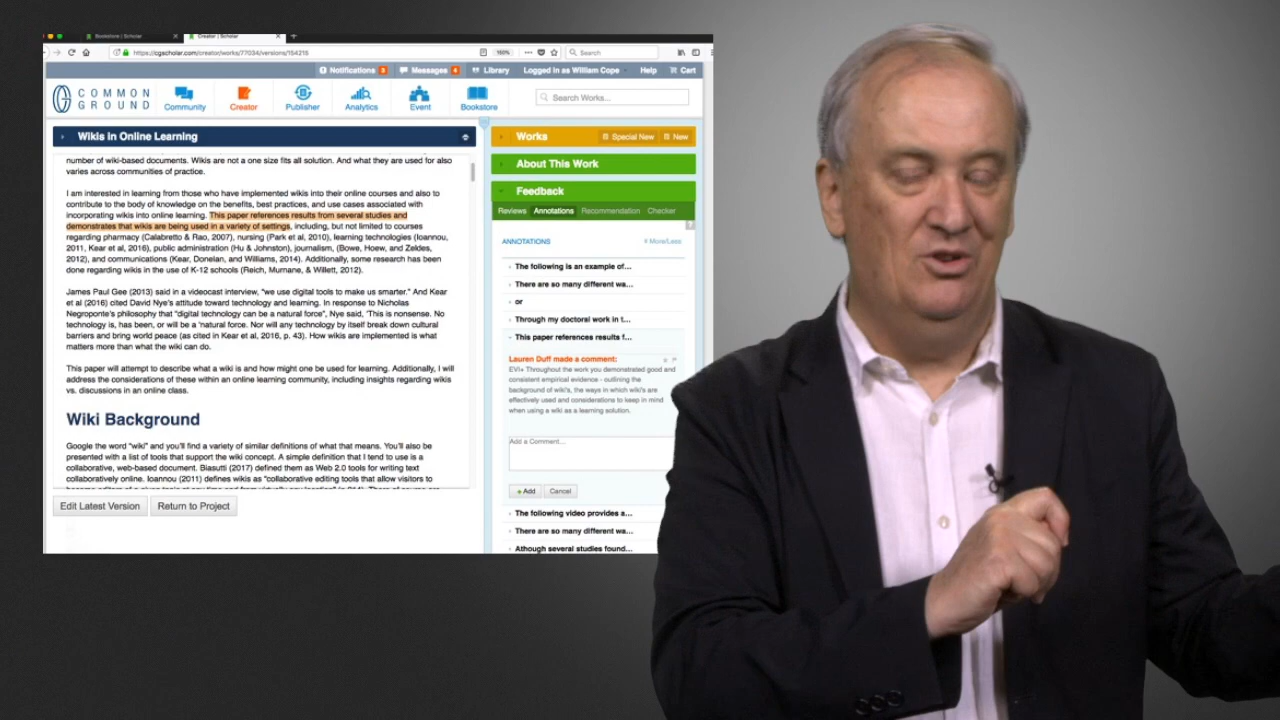 Bookstore | Scholar
Creator | Scholar
https://cgscholar.com/creator/works/77034/versions/154315
160%
Search
Notifications 3
Messages 4
Library
Logged in as William Cope
Help
Cart
COMMON
GROUND
Community
Creator
Publisher
Analytics
Event
Bookstore
Search Works...
Wikis in Online Learning
number of wiki-based documents. Wikis are not a one size fits all solution. And what they are used for also
varies across communities of practice.
I am interested in learning from those who have implemented wikis into their online courses and also to
contribute to the body of knowledge on the benefits, best practices, and use cases associated with
incorporating wikis into online learning. This paper references results from several studies and
demonstrates that wikis are being used in a variety of settings, including, but not limited to courses
regarding pharmacy (Calabretto & Rao, 2007), nursing (Park et al, 2010), learning technologies (Ioannou,
2011, Kear et al, 2016), public administration (Hu & Johnston), journalism, (Bowe, Hoew, and Zeldes,
2012), and communications (Kear, Donelan, and Williams, 2014). Additionally, some research has been
done regarding wikis in the use of K-12 schools (Reich, Murnane, & Willett, 2012).
James Paul Gee (2013) said in a videocast interview, “we use digital tools to make us smarter.” And Kear
et al (2016) cited David Nye's attitude toward technology and learning. In response to Nicholas
Negroponte's philosophy that “digital technology can be a natural force”, Nye said, ‘This is nonsense. No
technology is, has been, or will be a ‘natural force. Nor will any technology by itself break down cultural
barriers and bring world peace (as cited in Kear et al, 2016, p. 43). How wikis are implemented is what
matters more than what the wiki can do.
This paper will attempt to describe what a wiki is and how might one be used for learning. Additionally, I will
address the considerations of these within an online learning community, including insights regarding wikis
vs. discussions in an online class.
Wiki Background
Google the word “wiki” and you'll find a variety of similar definitions of what that means. You'll also be
presented with a list of tools that support the wiki concept. A simple definition that I tend to use is a
collaborative, web-based document. Biasutti (2017) defined them as Web 2.0 tools for writing text
collaboratively online. Ioannou (2011) defines wikis as “collaborative editing tools that allow visitors to
Edit Latest Version
Return to Project
Works
Special New
New
About This Work
Feedback
Reviews
Annotations
Recommendation
Checker
?
ANNOTATIONS
More/Less
The following is an example of...
There are so many different wa...
or
Through my doctoral work in t...
This paper references results f...
Lauren Duff made a comment:
EVI+ Throughout the work you demonstrated good and
consistent empirical evidence - outlining the
background of wiki's, the ways in which wiki's are
effectively used and considerations to keep in mind
when using a wiki as a learning solution.
Add a Comment...
+ Add
Cancel
The following video provides a...
There are so many different wa...
Athough several studies found...